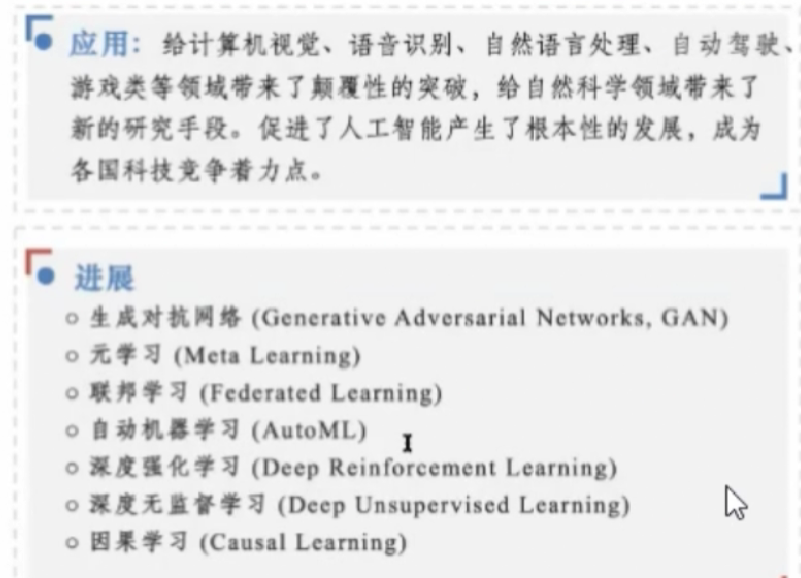 应用：给计算机视觉、语音识别、自然语言处理、自动驾驶、
游戏类等领域带来了颠覆性的突破，给自然科学领域带来了
新的研究手段。促进了人工智能产生了根本性的发展，成为
各国科技竞争着力点。
进展
○ 生成对抗网络 (Generative Adversarial Networks, GAN)
○ 元学习 (Meta Learning)
○ 联邦学习 (Federated Learning)
○ 自动机器学习 (AutoML)
○ 深度强化学习 (Deep Reinforcement Learning)
○ 深度无监督学习 (Deep Unsupervised Learning)
○ 因果学习 (Causal Learning)